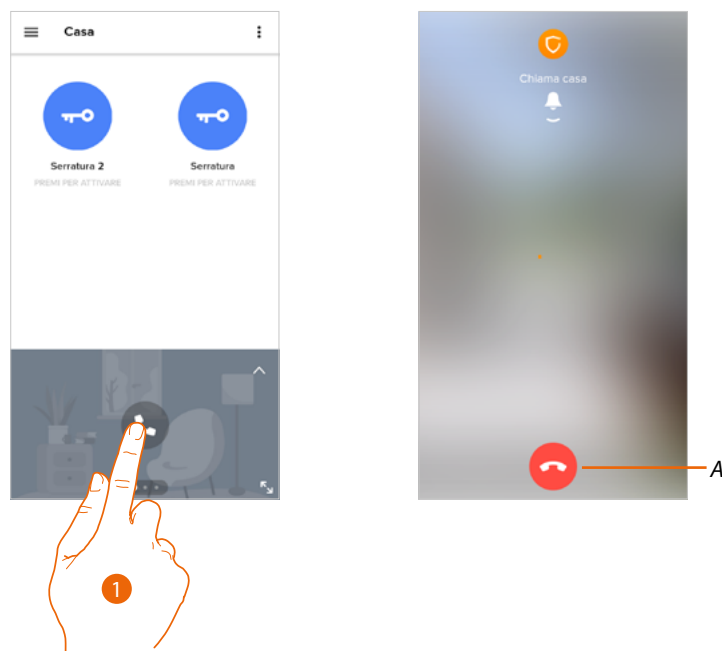 Casa
Serratura 2
PREMI PER ATTIVARE
Serratura
PREMI PER ATTIVARE
1
Chiama casa
A